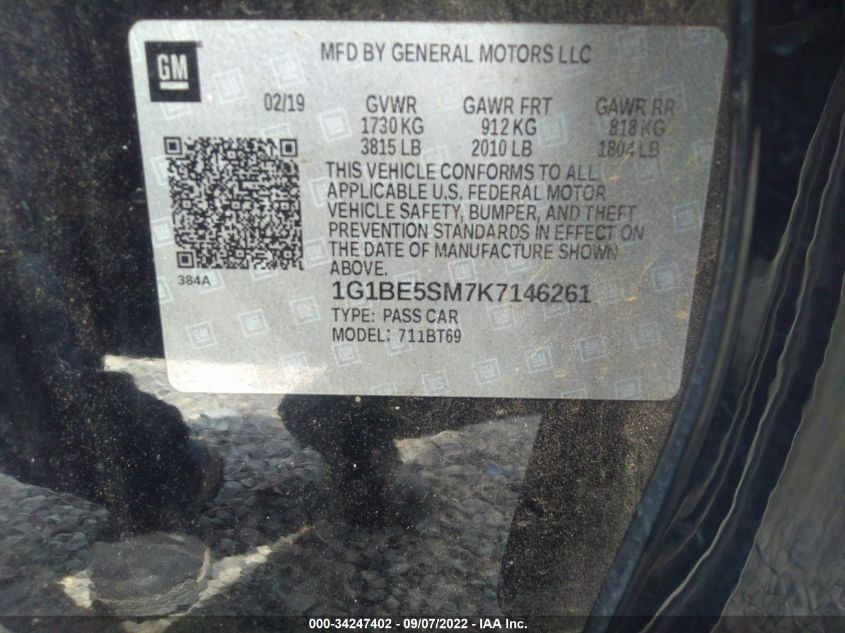 GM
MFD BY GENERAL MOTORS LLC
02/19 GVWR GAWR FRT GAWR RR
1730 KG 912 KG 818 KG
3815 LB 2010 LB 1804 LB
THIS VEHICLE CONFORMS TO ALL
APPLICABLE U.S. FEDERAL MOTOR
VEHICLE SAFETY, BUMPER, AND THEFT
PREVENTION STANDARDS IN EFFECT ON
THE DATE OF MANUFACTURE SHOWN
ABOVE.
384A
1G1BE5SM7K7146261
TYPE: PASS CAR
MODEL: 711BT69
000-34247402 - 09/07/2022 - IAA Inc.